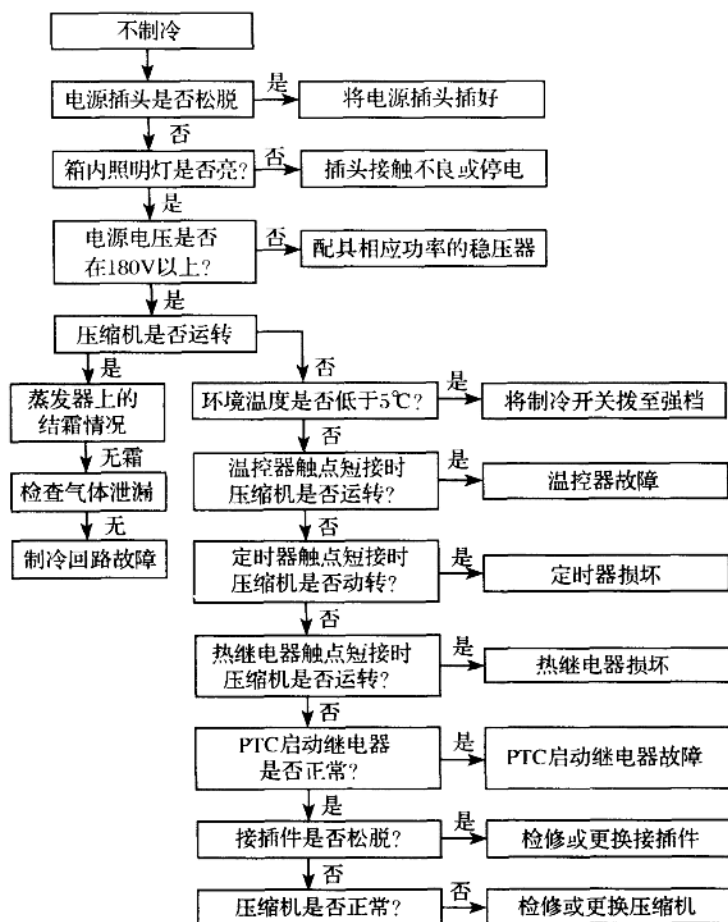 不制冷
电源插头是否松脱
是
将电源插头插好
否
箱内照明灯是否亮?
否
插头接触不良或停电
是
电源电压是否
在180V以上?
否
配具相应功率的稳压器
是
压缩机是否运转
是
否
蒸发器上的
结霜情况
环境温度是否低于5℃?
是
将制冷开关拨至强档
无霜
否
检查气体泄漏
温控器触点短接时
压缩机是否运转?
是
温控器故障
无
否
制冷回路故障
定时器触点短接时
压缩机是否动转?
是
定时器损坏
否
热继电器触点短接时
压缩机是否运转?
是
热继电器损坏
否
PTC启动继电器
是否正常?
是
PTC启动继电器故障
是
接插件是否松脱?
是
检修或更换接插件
否
压缩机是否正常?
否
检修或更换压缩机